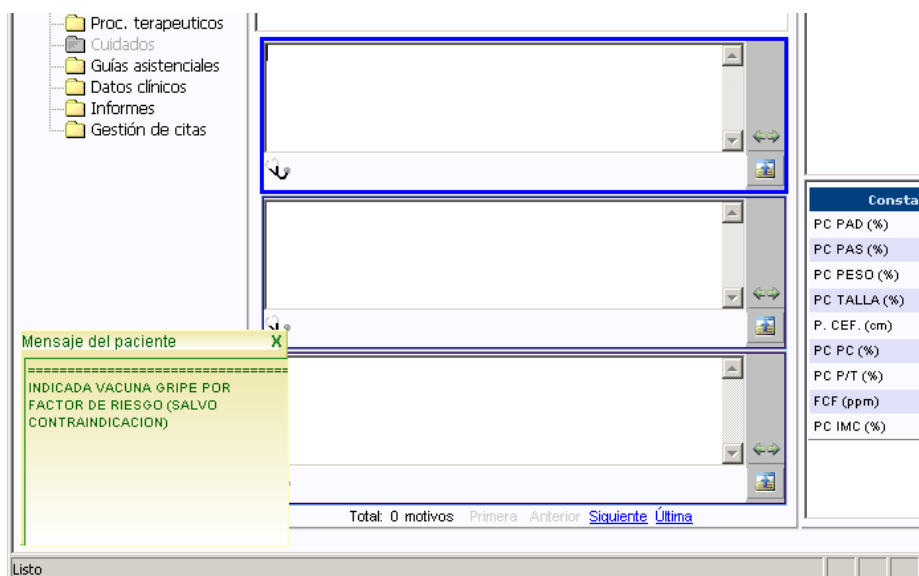 Proc. terapeuticos
Cuidados
Guías asistenciales
Datos clínicos
Informes
Gestión de citas
Mensaje del paciente X
====================================
INDICADA VACUNA GRIPE POR
FACTOR DE RIESGO (SALVO
CONTRAINDICACION)
Total: 0 motivos Primera Anterior Siguiente Última
Consta
PC PAD (%)
PC PAS (%)
PC PESO (%)
PC TALLA (%)
P. CEF. (cm)
PC PC (%)
PC P/T (%)
FCF (ppm)
PC IMC (%)
Listo